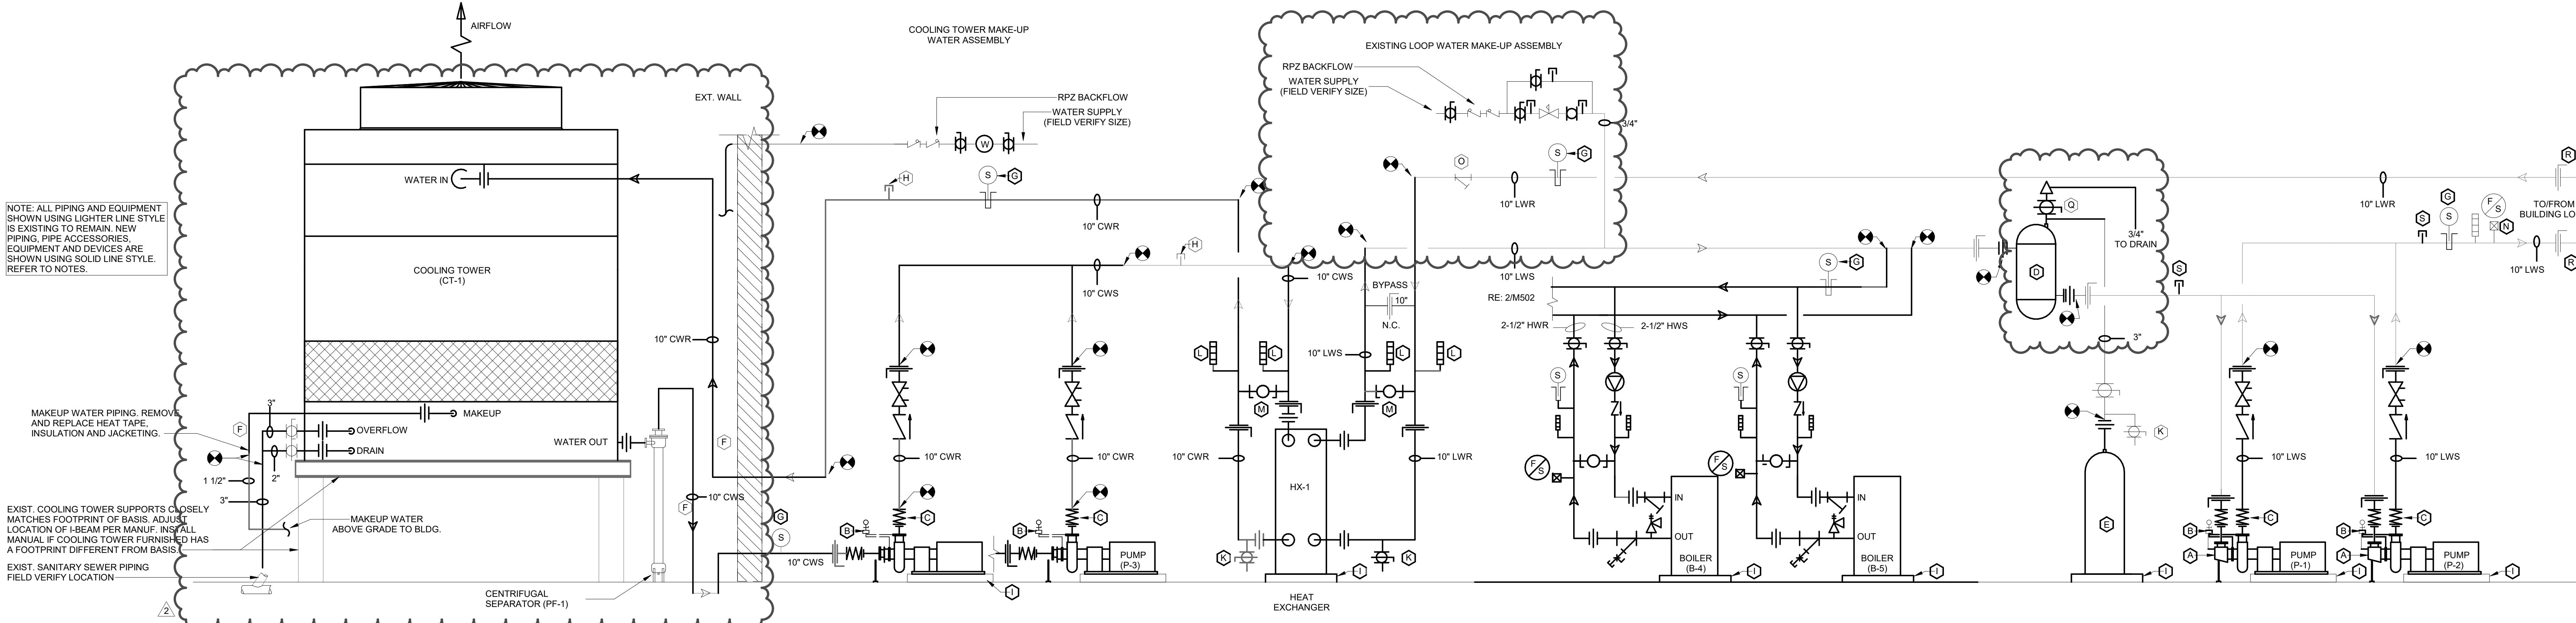 AIRFLOW
COOLING TOWER MAKE-UP
WATER ASSEMBLY
EXISTING LOOP WATER MAKE-UP ASSEMBLY
RPZ BACKFLOW
WATER SUPPLY
(FIELD VERIFY SIZE)
3/4"
EXT. WALL
RPZ BACKFLOW
WATER SUPPLY
(FIELD VERIFY SIZE)
W
WATER IN
H
S
G
10" CWR
O
S
G
10" LWR
10" LWR
R
NOTE: ALL PIPING AND EQUIPMENT
SHOWN USING LIGHTER LINE STYLE
IS EXISTING TO REMAIN. NEW
PIPING, PIPE ACCESSORIES,
EQUIPMENT AND DEVICES ARE
SHOWN USING SOLID LINE STYLE.
REFER TO NOTES.
COOLING TOWER
(CT-1)
10" CWS
H
10" CWS
10" LWS
BYPASS
10"
N.C.
RE: 2/M502
S
G
2-1/2" HWR
2-1/2" HWS
Q
3/4"
TO DRAIN
D
3"
S
S
G
S
F
S
N
TO/FROM
BUILDING LO
10" LWS
R
10" CWR
L
L
10" LWS
L
L
M
M
S
S
MAKEUP WATER PIPING. REMOVE
AND REPLACE HEAT TAPE,
INSULATION AND JACKETING.
3"
F
MAKEUP
OVERFLOW
DRAIN
WATER OUT
F
2"
1 1/2"
3"
10" CWR
10" CWR
10" CWR
10" LWR
F
S
F
S
K
10" LWS
10" LWS
EXIST. COOLING TOWER SUPPORTS CLOSELY
MATCHES FOOTPRINT OF BASIS. ADJUST
LOCATION OF I-BEAM PER MANUF. INSTALL
MANUAL IF COOLING TOWER FURNISHED HAS
A FOOTPRINT DIFFERENT FROM BASIS.
MAKEUP WATER
ABOVE GRADE TO BLDG.
10" CWS
F
G
S
B
C
B
C
HX-1
K
K
IN
OUT
BOILER
(B-4)
IN
OUT
BOILER
(B-5)
E
B
C
A
PUMP
(P-1)
B
C
A
PUMP
(P-2)
EXIST. SANITARY SEWER PIPING
FIELD VERIFY LOCATION
10" CWS
PUMP
(P-3)
I
I
I
I
I
I
I
2
CENTRIFUGAL
SEPARATOR (PF-1)
HEAT
EXCHANGER